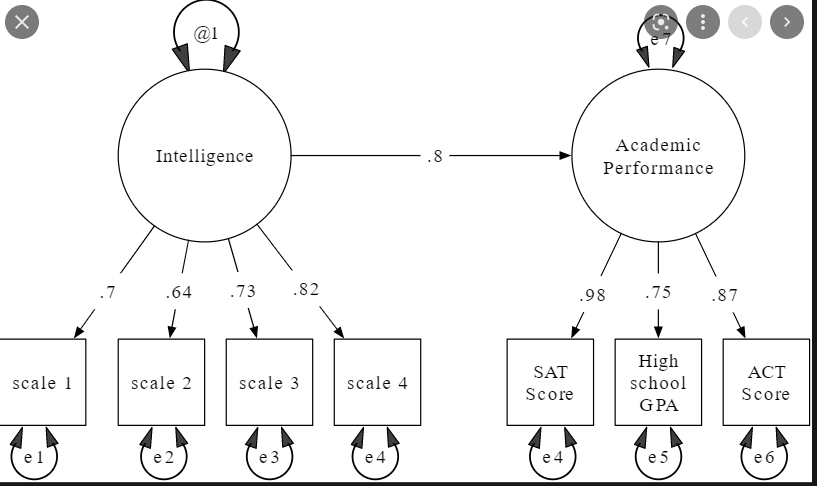 @1
e7
Intelligence
.8
Academic
Performance
.7
.64
.73
.82
.98
.75
.87
scale 1
scale 2
scale 3
scale 4
SAT
Score
High
school
GPA
ACT
Score
e1
e2
e3
e4
e4
e5
e6